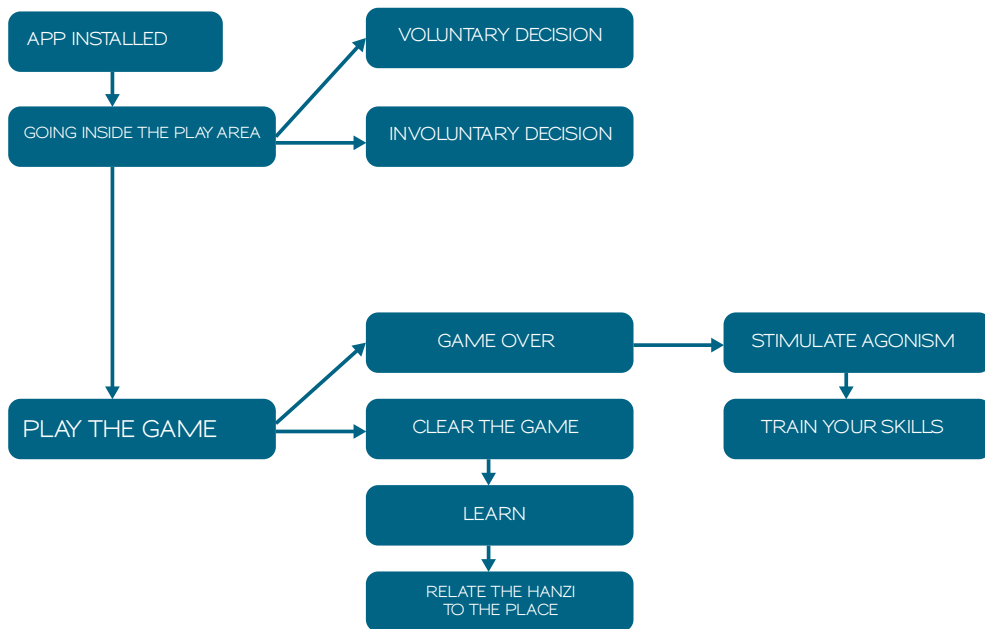 APP INSTALLED
VOLUNTARY DECISION
GOING INSIDE THE PLAY AREA
INVOLUNTARY DECISION
GAME OVER
STIMULATE AGONISM
PLAY THE GAME
CLEAR THE GAME
TRAIN YOUR SKILLS
LEARN
RELATE THE HANZI
TO THE PLACE